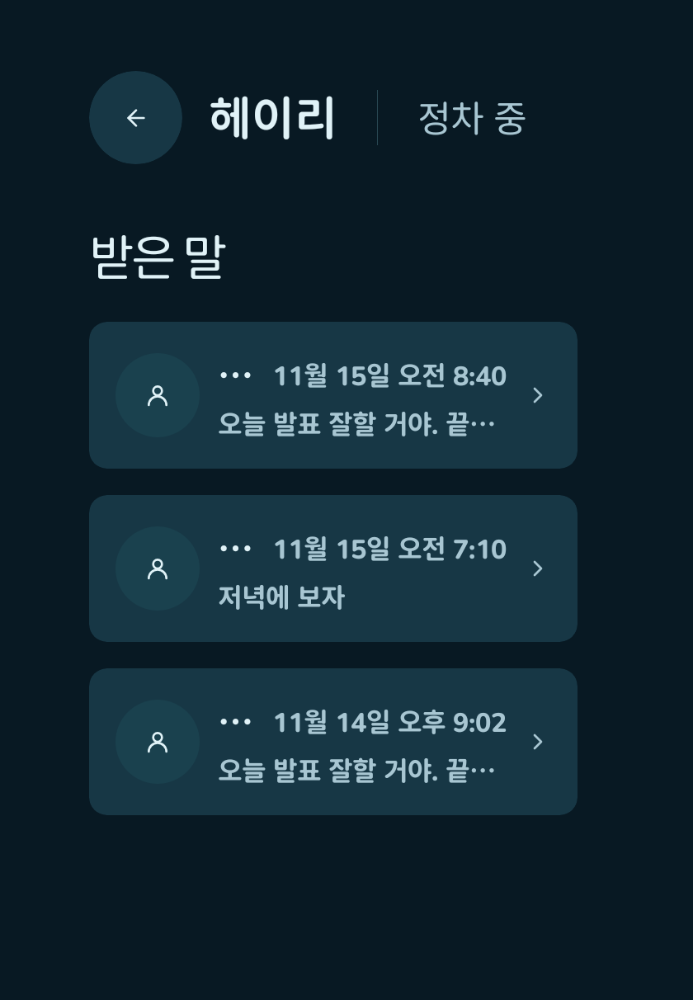 헤이리
정차 중
받은 말
… 11월 15일 오전 8:40
오늘 발표 잘할 거야. 끝…
… 11월 15일 오전 7:10
저녁에 보자
… 11월 14일 오후 9:02
오늘 발표 잘할 거야. 끝…